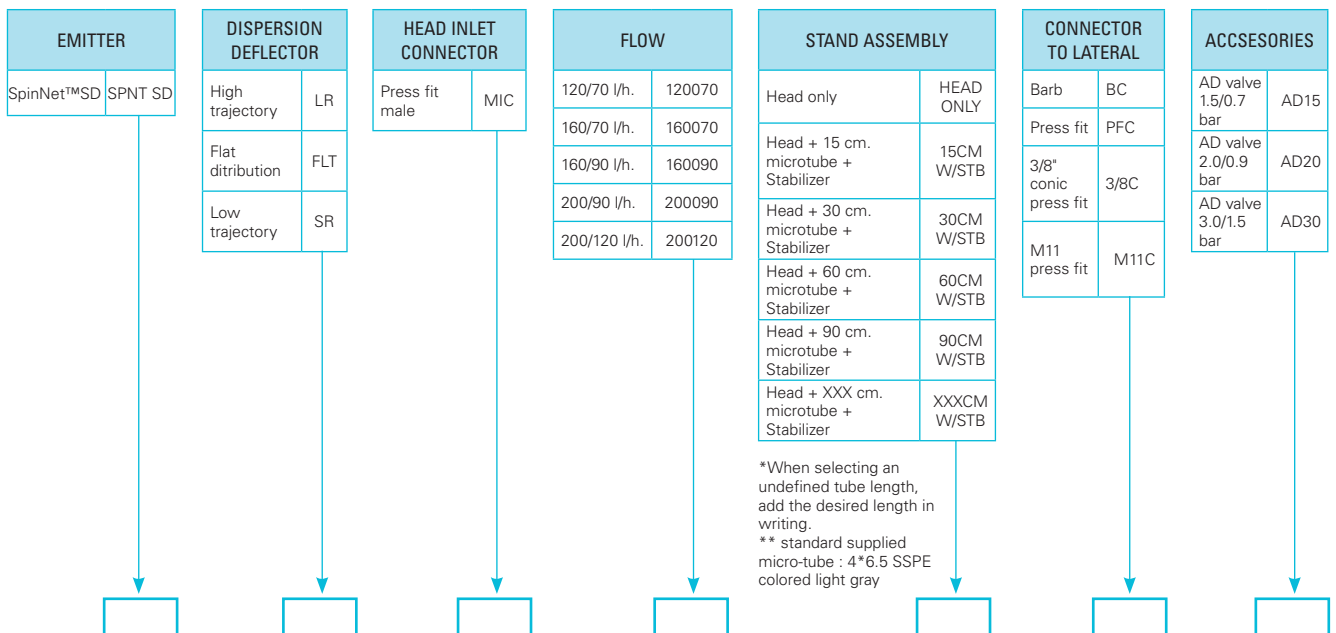 EMITTER
SpinNet™SD SPNT SD
DISPERSION
DEFLECTOR
High
trajectory
LR
Flat
ditribution
FLT
Low
trajectory
SR
HEAD INLET
CONNECTOR
Press fit
male
MIC
FLOW
120/70 l/h. 120070
160/70 l/h. 160070
160/90 l/h. 160090
200/90 l/h. 200090
200/120 l/h. 200120
STAND ASSEMBLY
Head only
HEAD
ONLY
Head + 15 cm.
microtube +
Stabilizer
15CM
W/STB
Head + 30 cm.
microtube +
Stabilizer
30CM
W/STB
Head + 60 cm.
microtube +
Stabilizer
60CM
W/STB
Head + 90 cm.
microtube +
Stabilizer
90CM
W/STB
Head + XXX cm.
microtube +
Stabilizer
XXXCM
W/STB
*When selecting an
undefined tube length,
add the desired length in
writing.
** standard supplied
micro-tube : 4*6.5 SSPE
colored light gray
CONNECTOR
TO LATERAL
Barb BC
Press fit PFC
3/8"
conic
press fit
3/8C
M11
press fit
M11C
ACCSESORIES
AD valve
1.5/0.7
bar
AD15
AD valve
2.0/0.9
bar
AD20
AD valve
3.0/1.5
bar
AD30